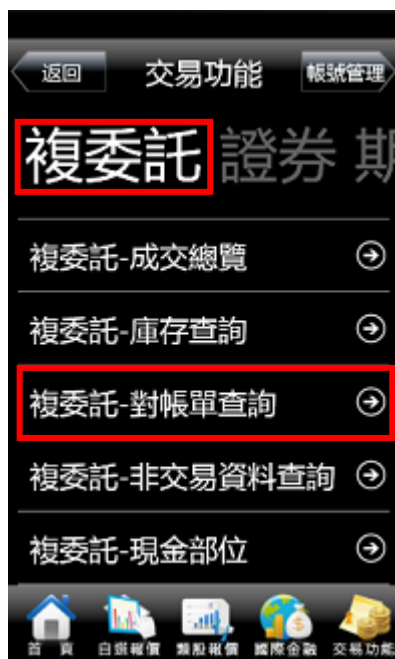 返回 交易功能 帳號管理
複委託 證券 期
複委託-成交總覽
複委託-庫存查詢
複委託-對帳單查詢
複委託-非交易資料查詢
複委託-現金部位
首頁 自選報價 類股報價 國際金融 交易功能